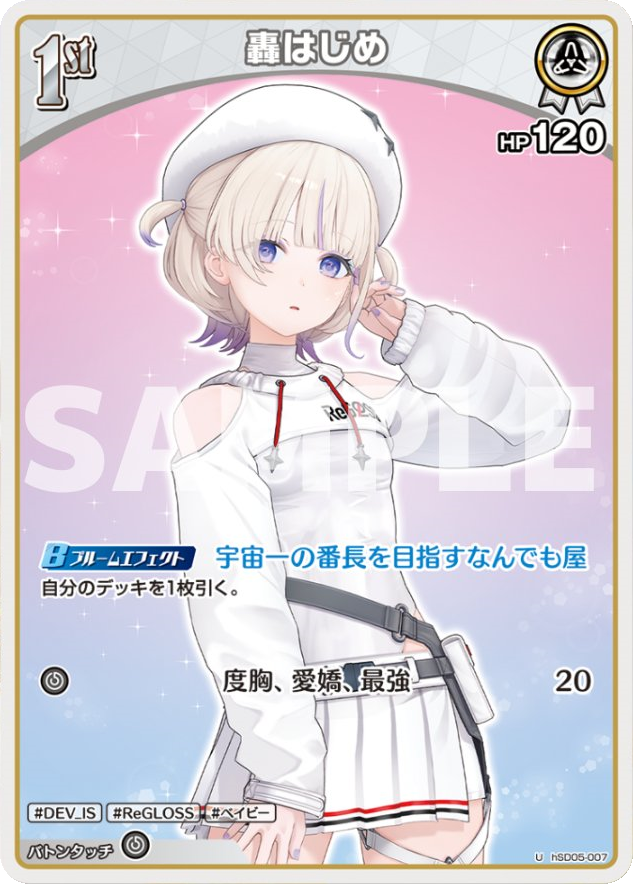 1st
轟はじめ
HP120
ReGLOSS
SAMPLE
Bブルームエフェクト 宇宙一の番長を目指すなんでも屋
自分のデッキを1枚引く。
度胸、愛嬌、最強 20
#DEV_IS #ReGLOSS #ベイビー
バトンタッチ
U hSD05-007